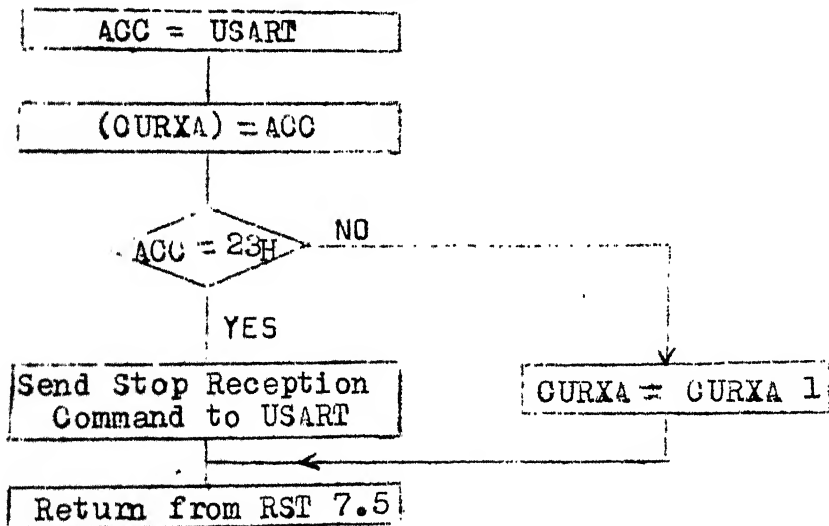 ACC = USART
(CURXA) = ACC
ACC = 23H
NO
YES
Send Stop Reception
Command to USART
CURXA = CURXA 1
Return from RST 7.5